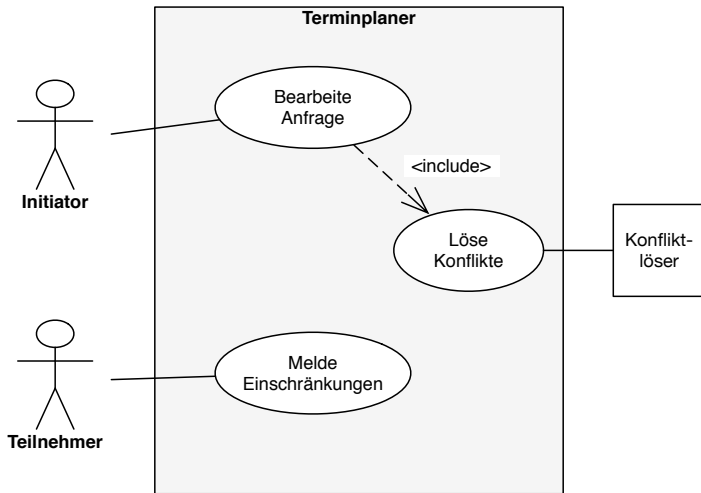 Terminplaner
Bearbeite
Anfrage
<include>
Initiator
Löse
Konflikte
Konflikt-
löser
Melde
Einschränkungen
Teilnehmer